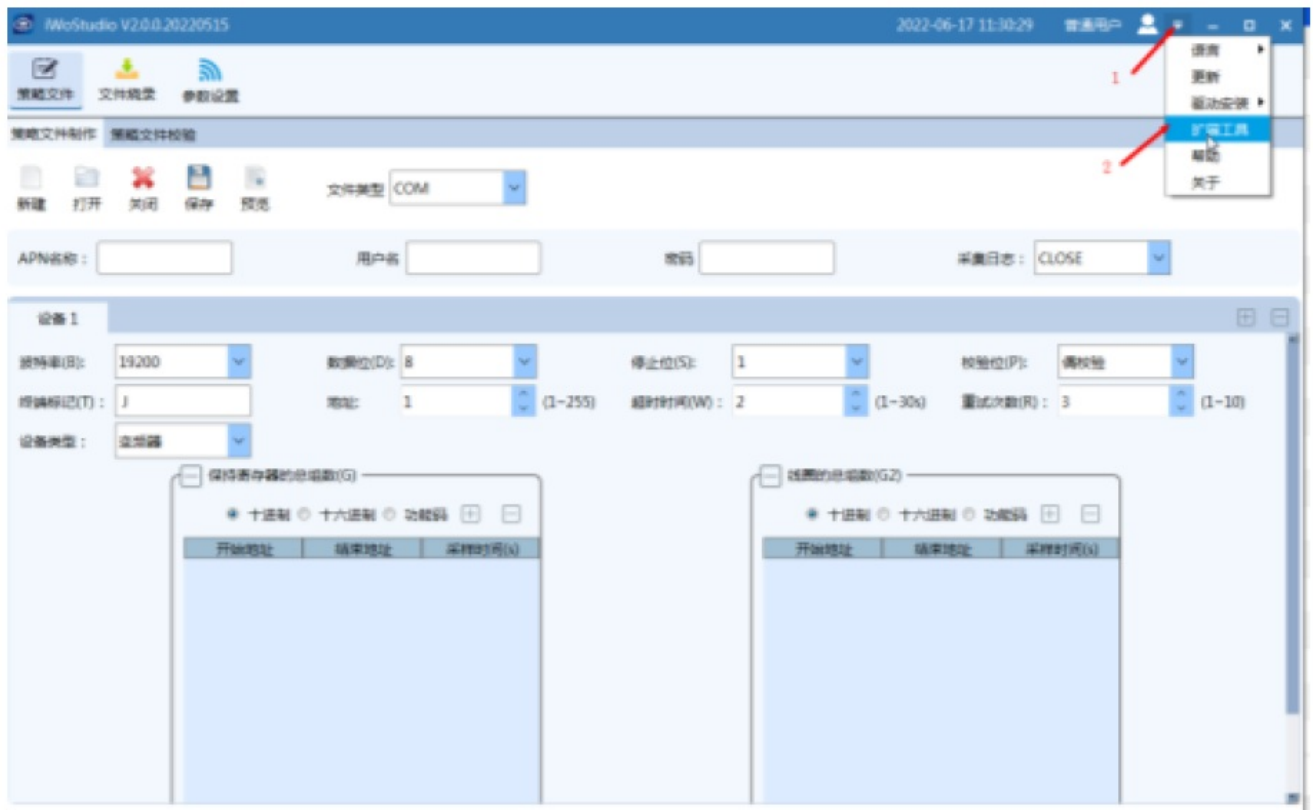 iWoStudio V2.0.0.20220515 2022-06-17 11:30:29 普通用户
语言
更新
驱动安装
扩展工具
帮助
关于
1
2
策略文件 文件烧录 参数设置
策略文件制作 策略文件校验
新建 打开 关闭 保存 预览 文件类型 COM
APN名称： 用户名 密码 采集日志： CLOSE
设备 1
波特率(B): 19200 数据位(D): 8 停止位(S): 1 校验位(P): 偶校验
终端标记(T)： J 地址: 1 (1~255) 超时时间(W)： 2 (1~30s) 重试次数(R)： 3 (1~10)
设备类型： 变频器
保持寄存器的总组数(G) 线圈的总组数(G2)
十进制 十六进制 功能码 十进制 十六进制 功能码
开始地址 结束地址 采样时间(s) 开始地址 结束地址 采样时间(s)